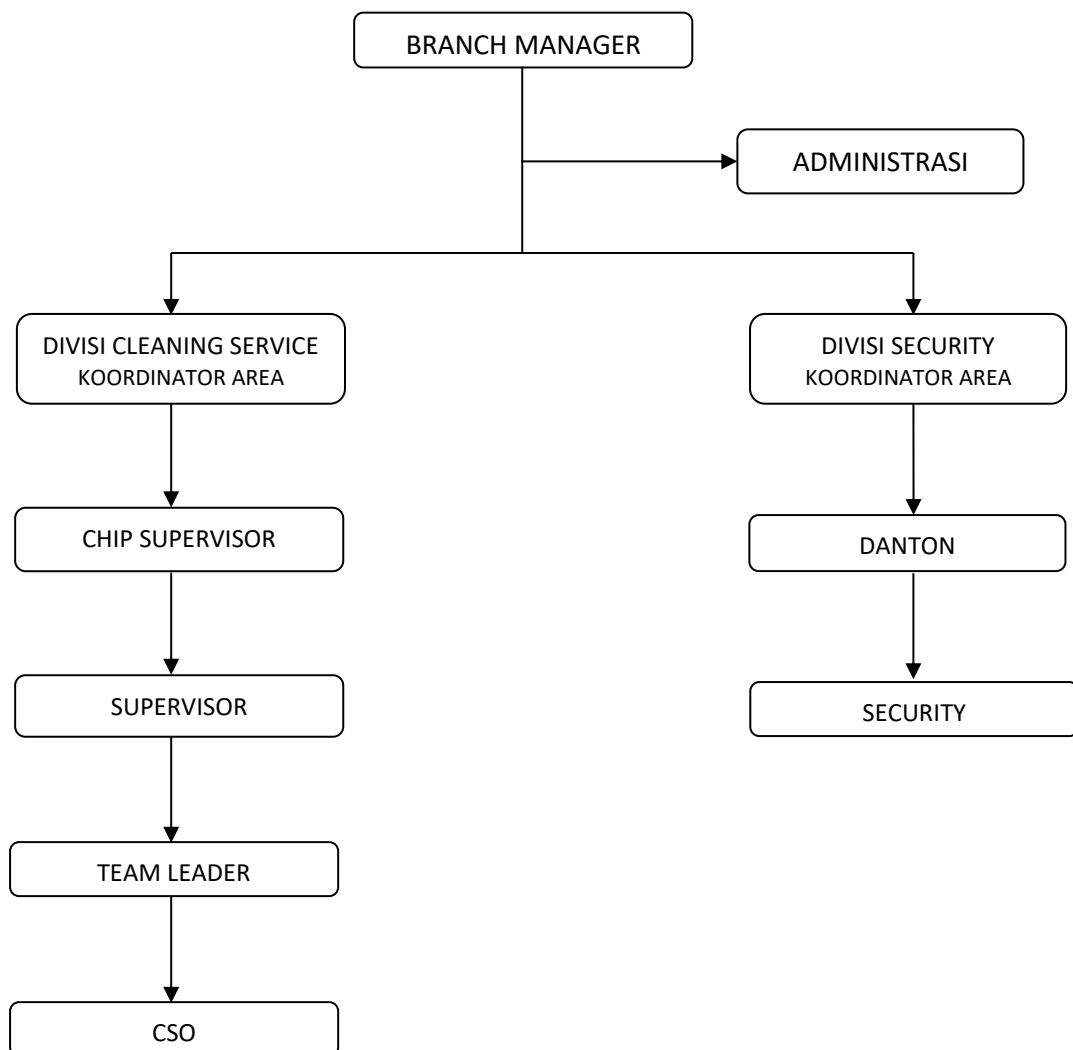 BRANCH MANAGER
ADMINISTRASI
DIVISI CLEANING SERVICE
KOORDINATOR AREA
DIVISI SECURITY
KOORDINATOR AREA
CHIP SUPERVISOR
DANTON
SUPERVISOR
SECURITY
TEAM LEADER
CSO